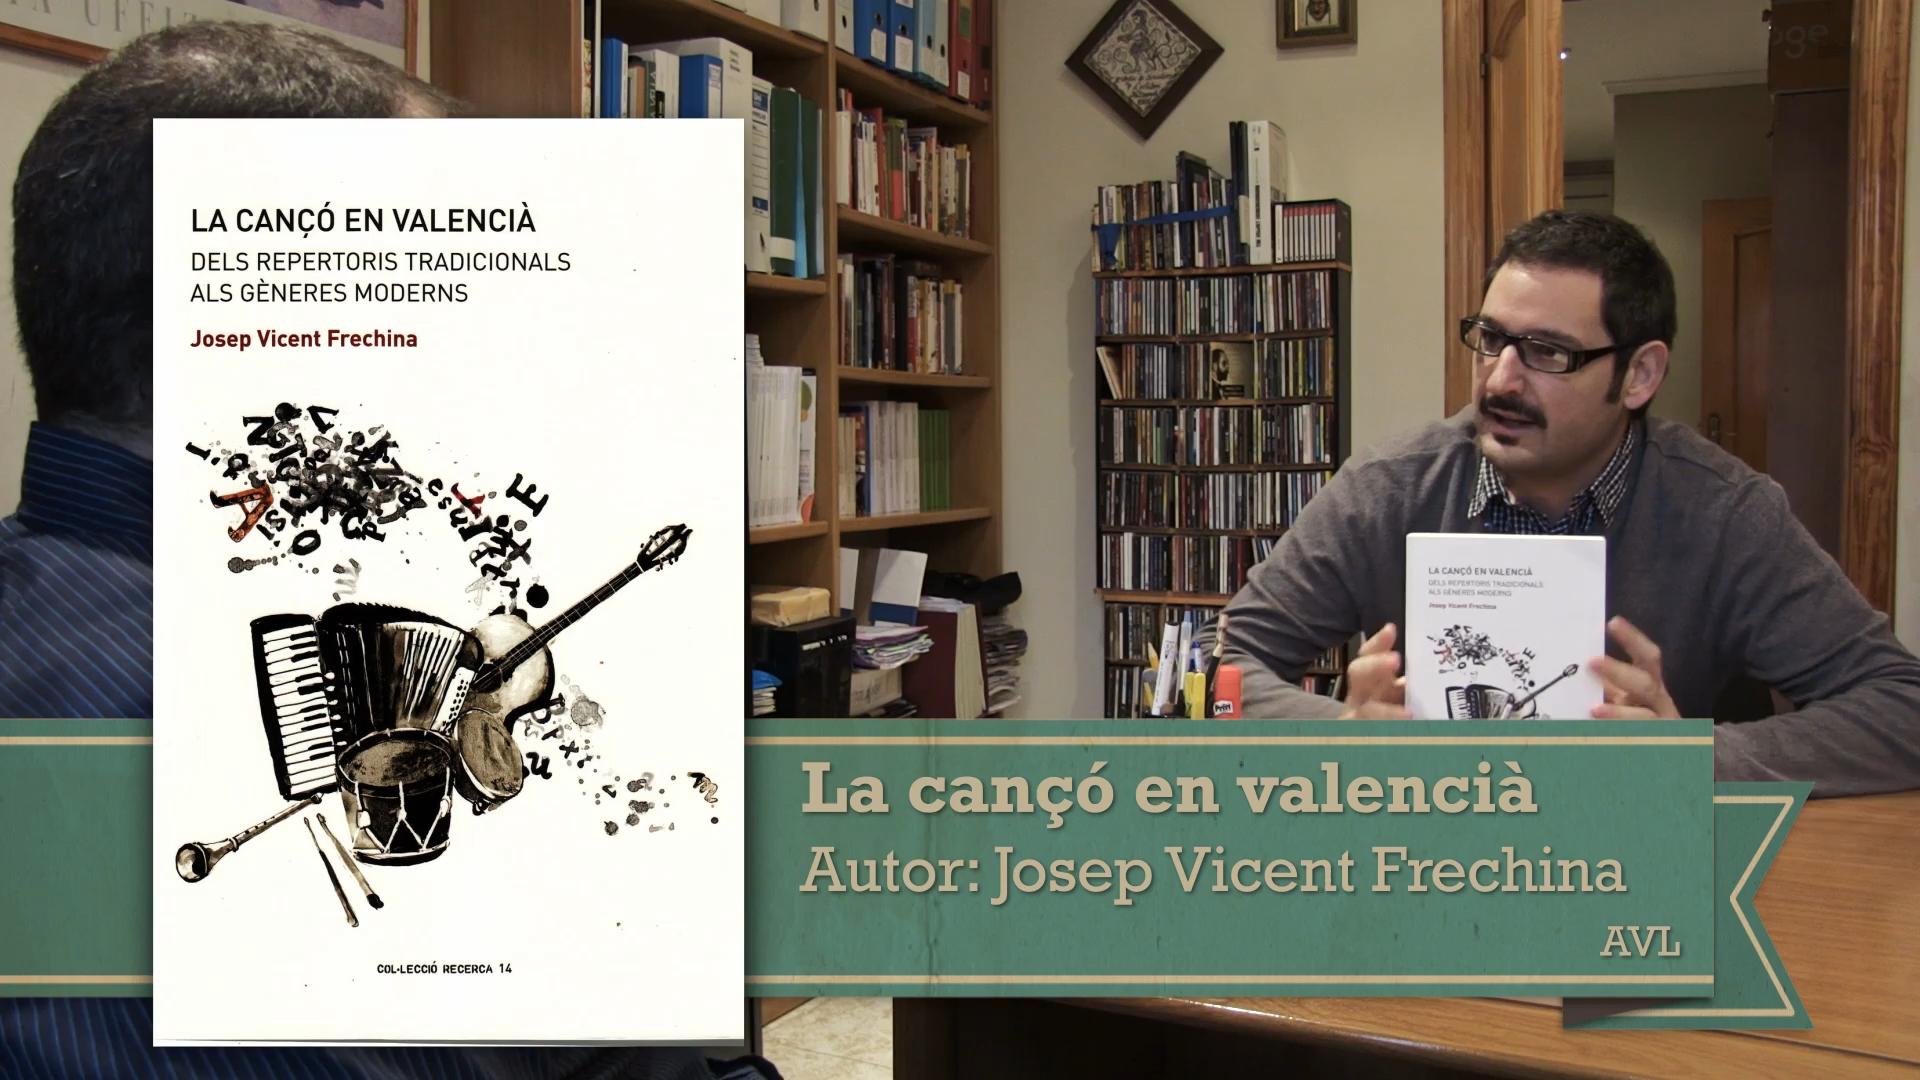 LA CANÇÓ EN VALENCIÀ
DELS REPERTORIS TRADICIONALS
ALS GÈNERES MODERNS
Josep Vicent Frechina
COL·LECCIÓ RECERCA 14
LA CANÇÓ EN VALENCIÀ
DELS REPERTORIS TRADICIONALS
ALS GÈNERES MODERNS
Josep Vicent Frechina
Pritt
La cançó en valencià
Autor: Josep Vicent Frechina
AVL